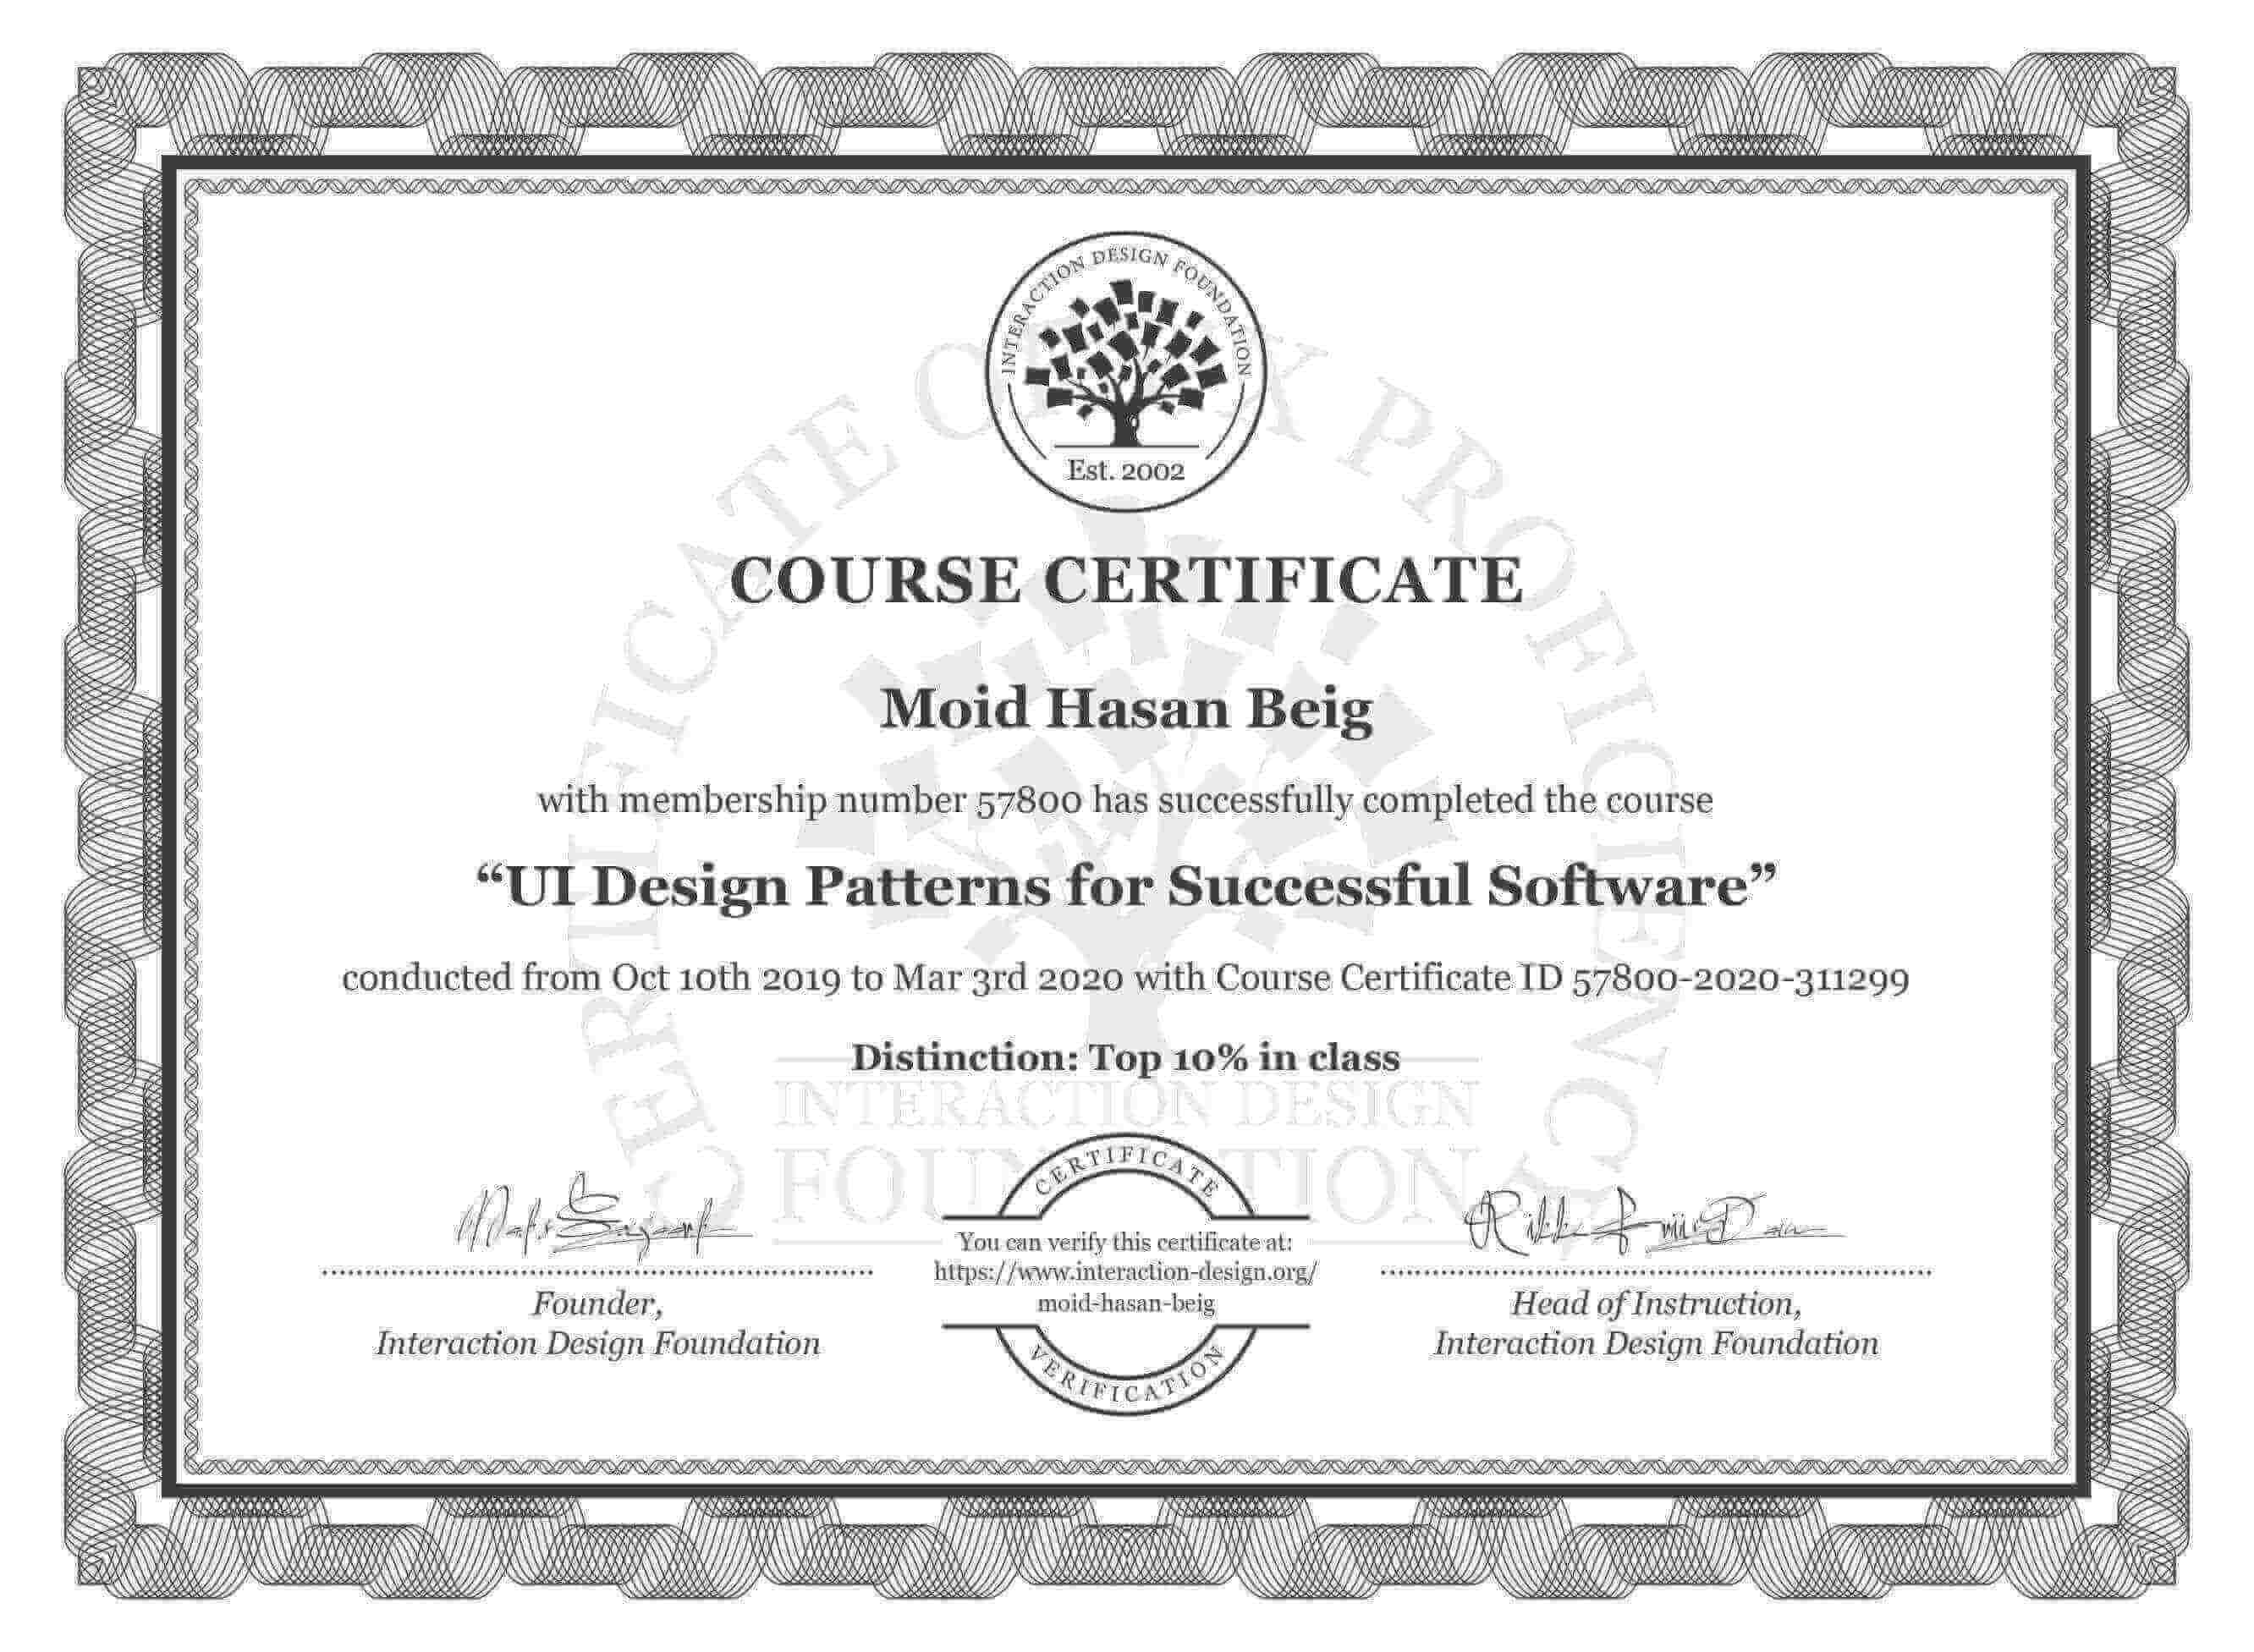 INTERACTION DESIGN FOUNDATION
Est. 2002
CERTIFICATE OF UX PROFICIENCY
COURSE CERTIFICATE
Moid Hasan Beig
with membership number 57800 has successfully completed the course
“UI Design Patterns for Successful Software”
conducted from Oct 10th 2019 to Mar 3rd 2020 with Course Certificate ID 57800-2020-311299
Distinction: Top 10% in class
INTERACTION DESIGN
FOUNDATION
CERTIFICATE
You can verify this certificate at:
https://www.interaction-design.org/
moid-hasan-beig
VERIFICATION
Founder,
Interaction Design Foundation
Head of Instruction,
Interaction Design Foundation